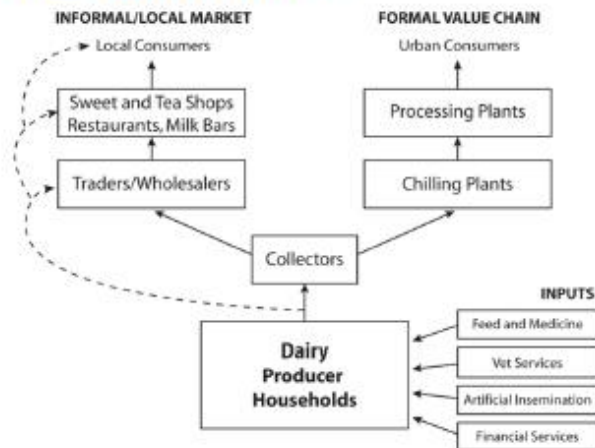 INFORMAL/LOCAL MARKET
FORMAL VALUE CHAIN
Local Consumers
Urban Consumers
Sweet and Tea Shops
Restaurants, Milk Bars
Processing Plants
Traders/Wholesalers
Chilling Plants
Collectors
INPUTS
Dairy
Producer
Households
Feed and Medicine
Vet Services
Artificial Insemination
Financial Services